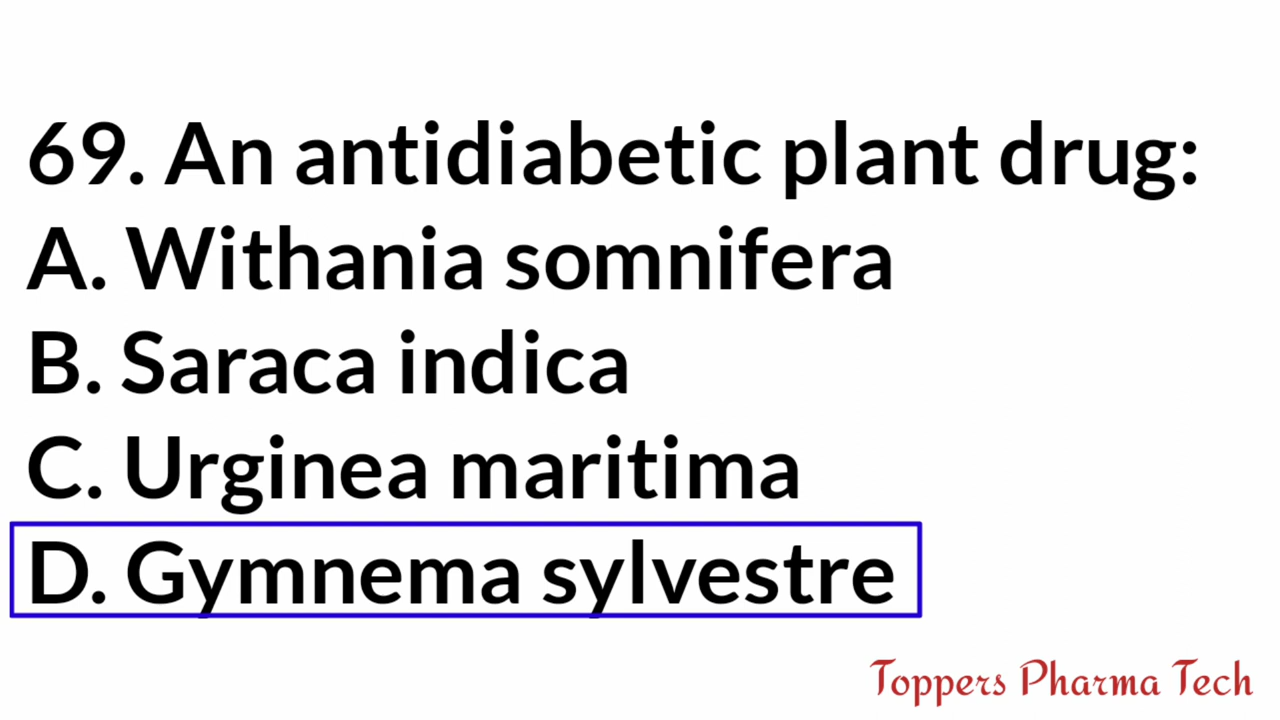 69. An antidiabetic plant drug:
A. Withania somnifera
B. Saraca indica
C. Urginea maritima
D. Gymnema sylvestre
Toppers Pharma Tech